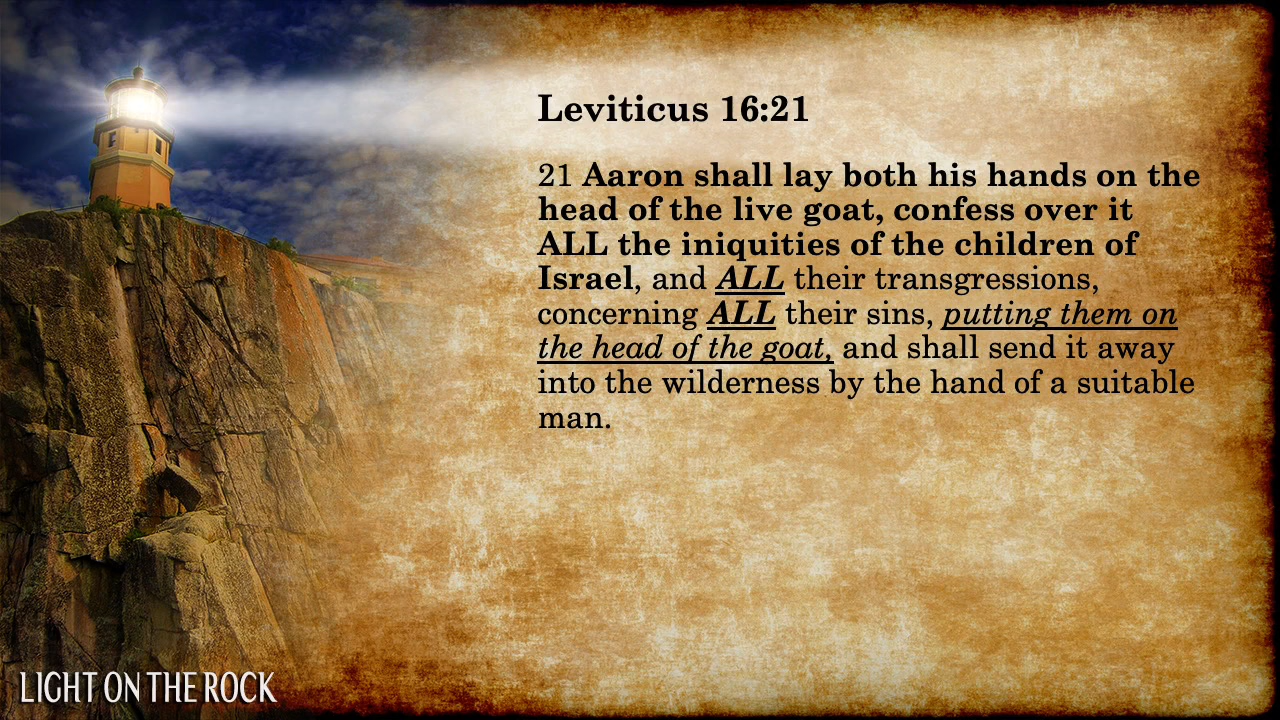 Leviticus 16:21
21 Aaron shall lay both his hands on the
head of the live goat, confess over it
ALL the iniquities of the children of
Israel, and ALL their transgressions,
concerning ALL their sins, putting them on
the head of the goat, and shall send it away
into the wilderness by the hand of a suitable
man.
LIGHT ON THE ROCK